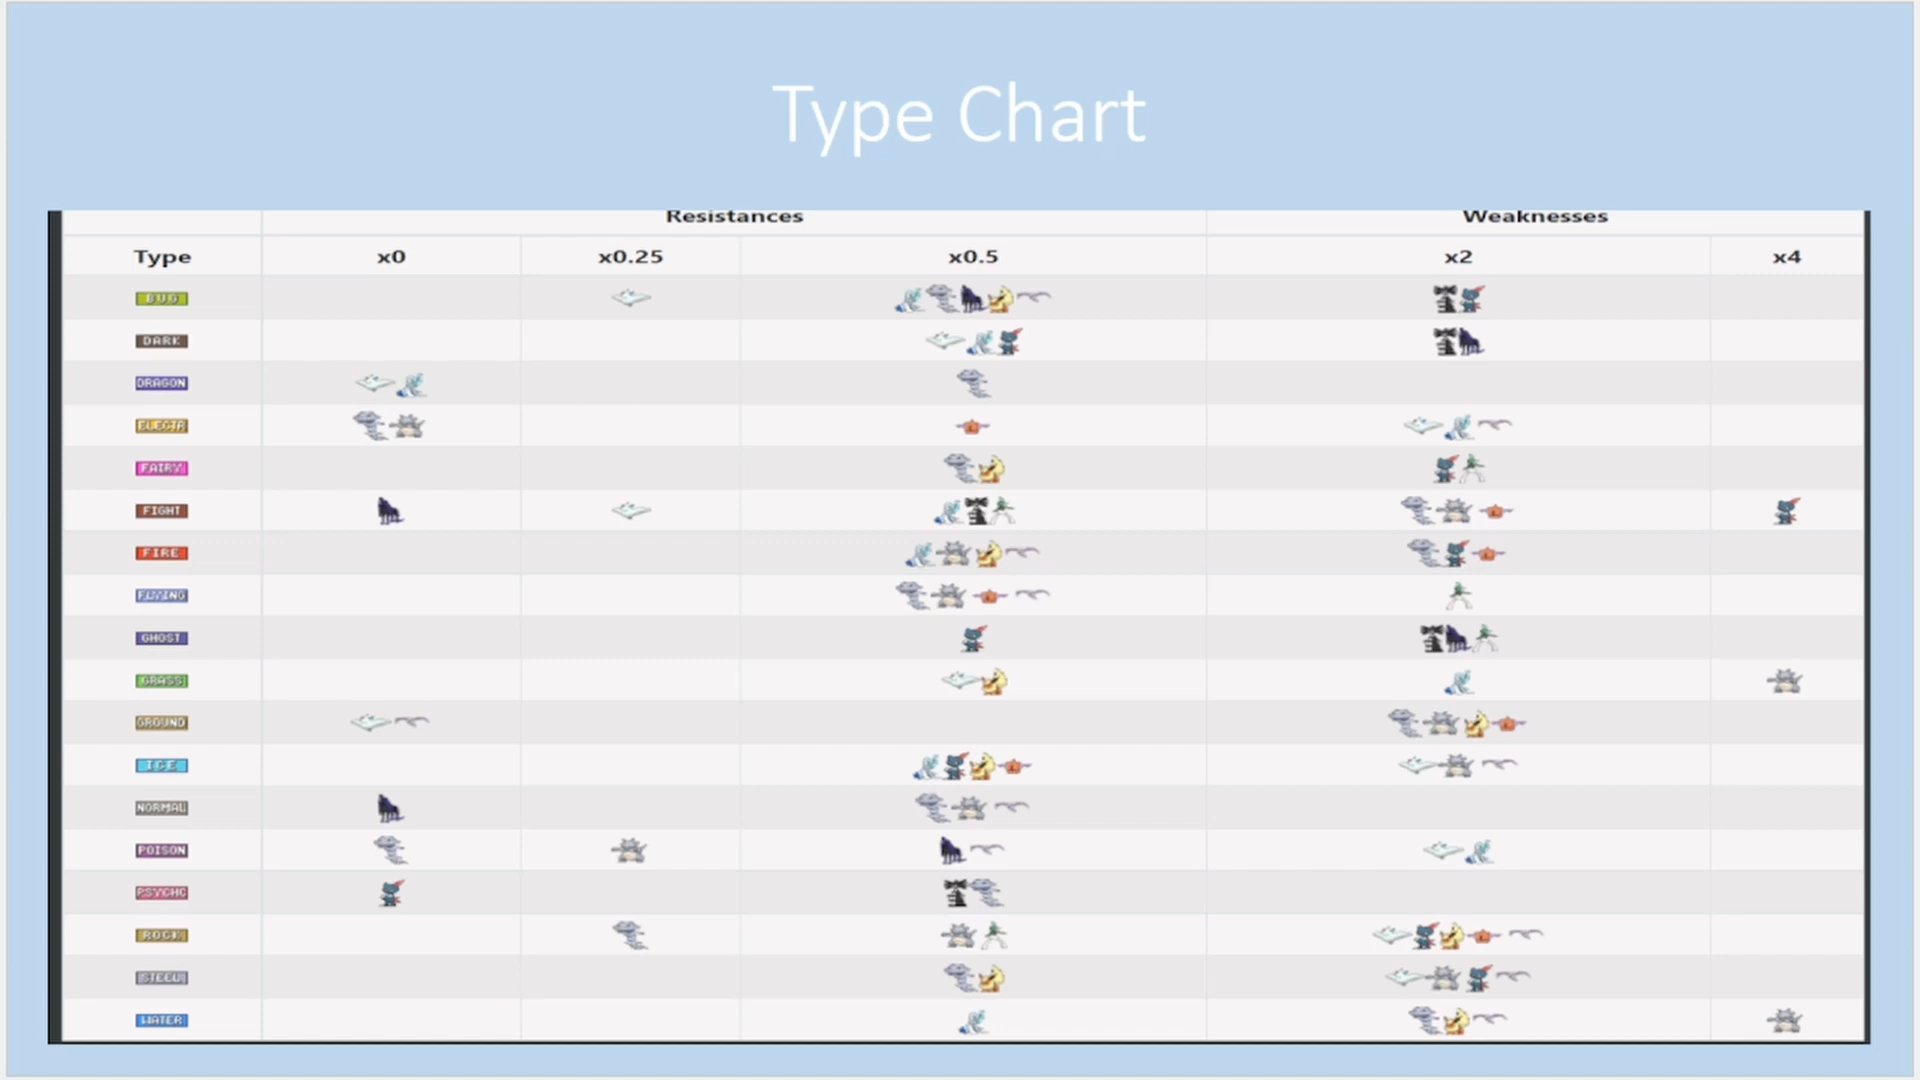 Type Chart
Resistances Weaknesses
Type x0 x0.25 x0.5 x2 x4
BUG
DARK
DRAGON
ELECTR
FAIRY
FIGHT
FIRE
FLYING
GHOST
GRASS
GROUND
ICE
NORMAL
POISON
PSYCHC
ROCK
STEEL
WATER